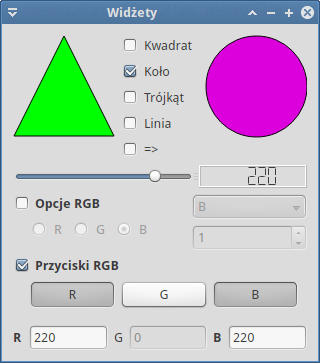 Widżety
Kwadrat
Koło
Trójkąt
Linia
=>
220
Opcje RGB
B
R G B
1
Przyciski RGB
R G B
R 220 G 0 B 220